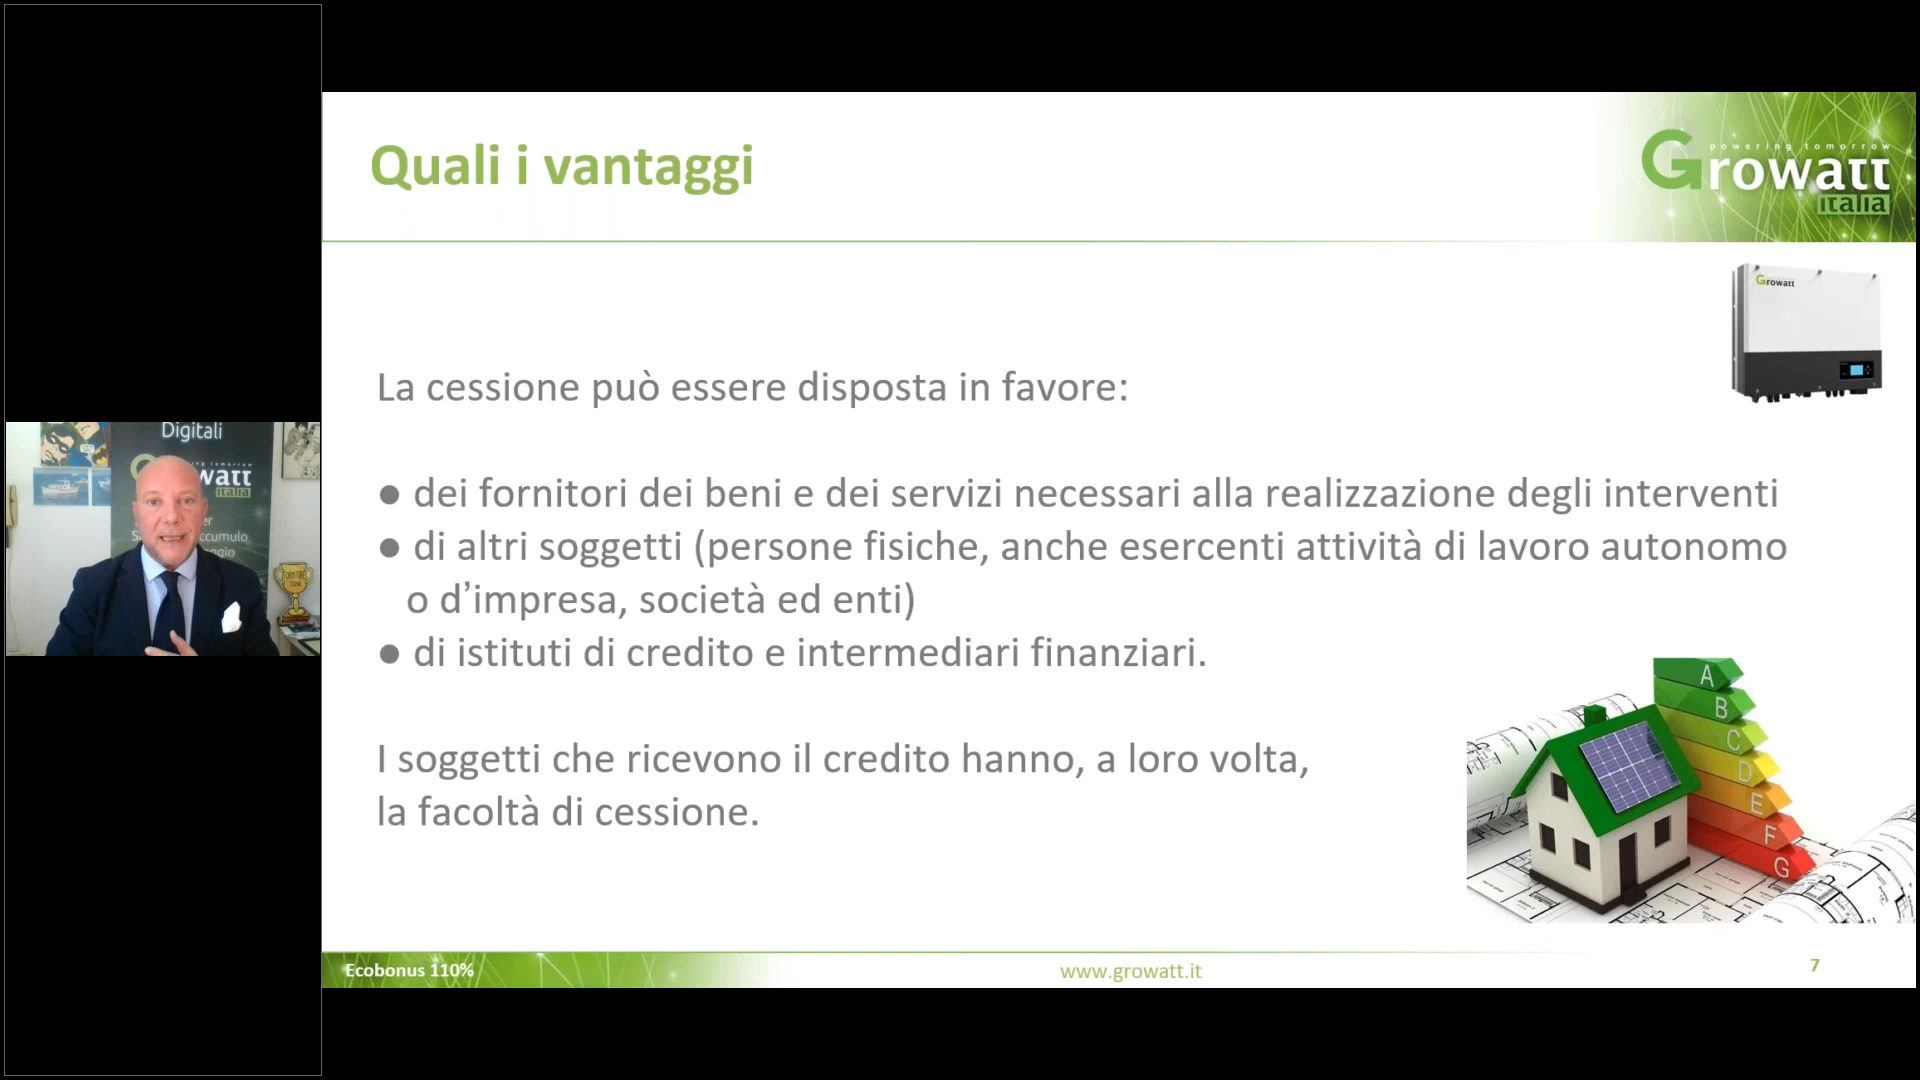 Quali i vantaggi
powering tomorrow
Growatt
italia
Growatt
La cessione può essere disposta in favore:
● dei fornitori dei beni e dei servizi necessari alla realizzazione degli interventi
● di altri soggetti (persone fisiche, anche esercenti attività di lavoro autonomo
o d’impresa, società ed enti)
● di istituti di credito e intermediari finanziari.
I soggetti che ricevono il credito hanno, a loro volta,
la facoltà di cessione.
A
B
C
D
E
F
G
Ecobonus 110%
www.growatt.it
7
Digitali
watt
italia